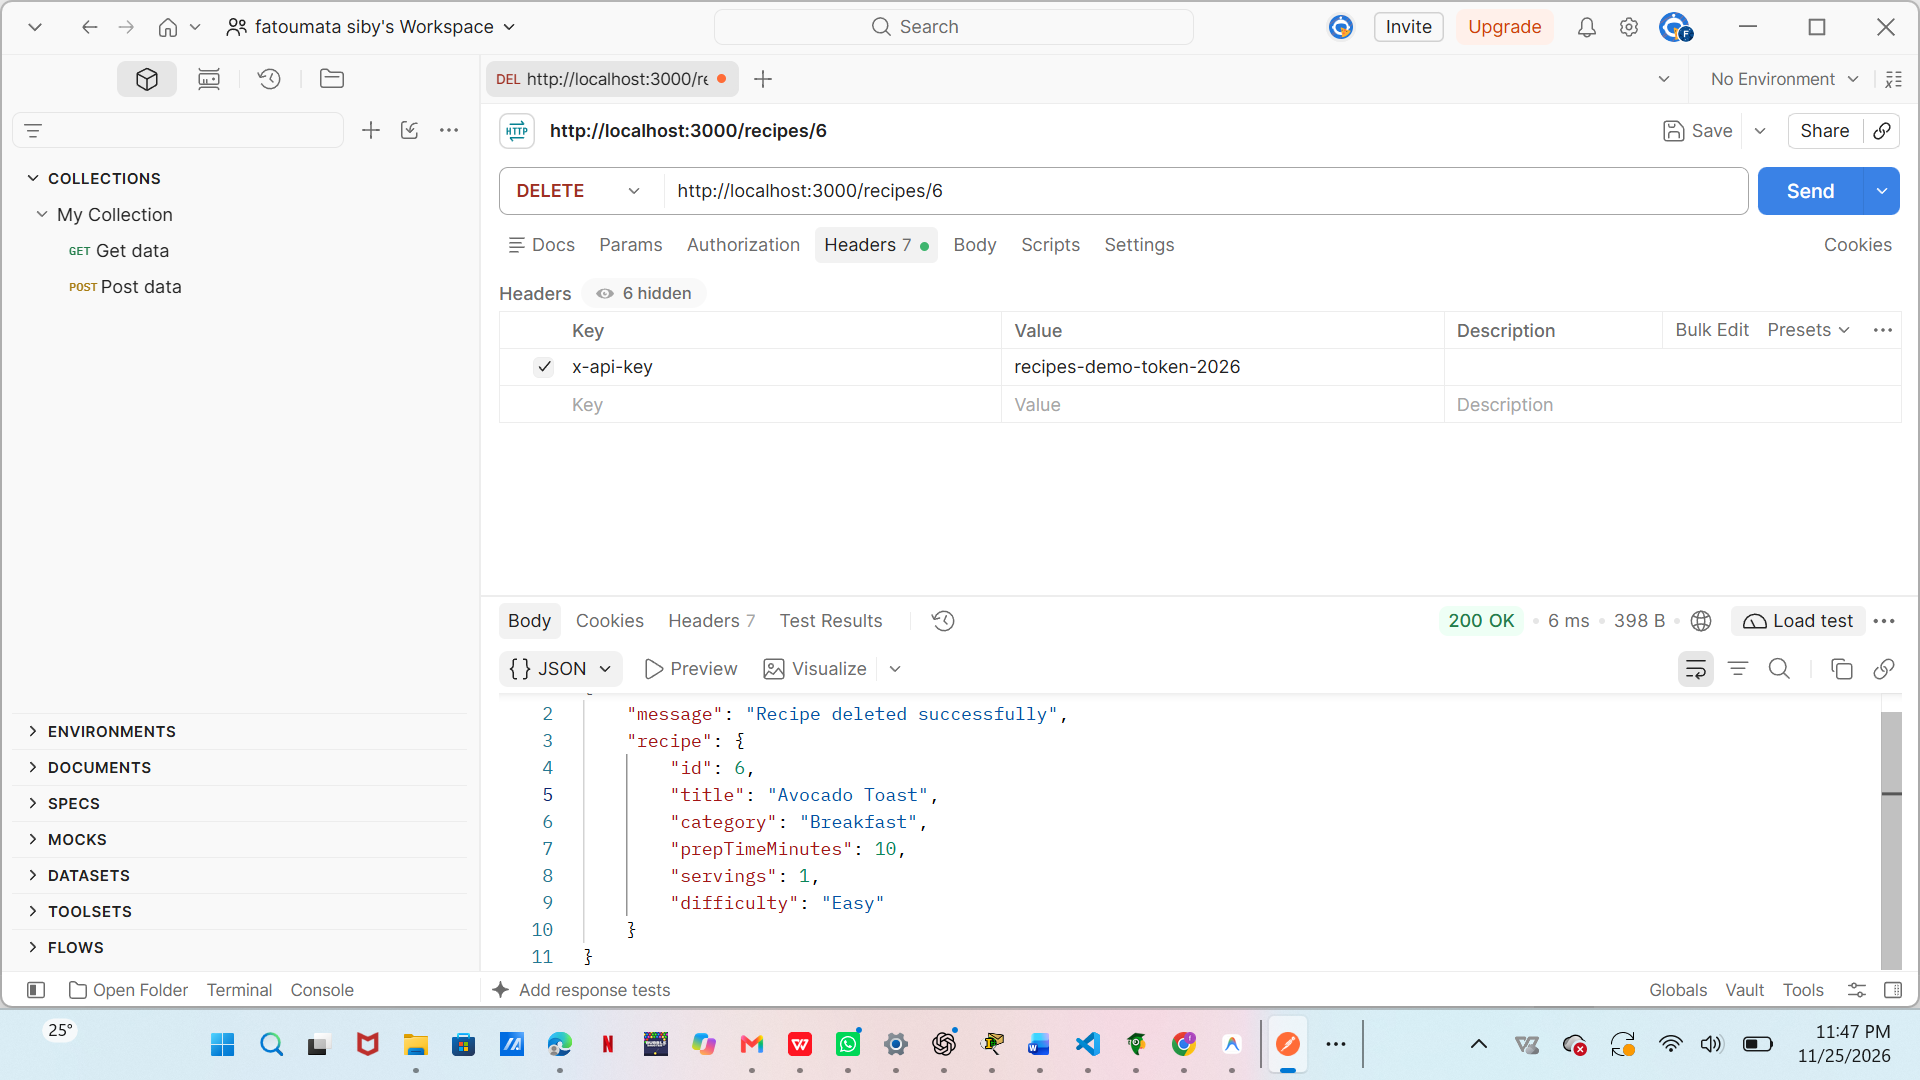 fatoumata siby's Workspace
Search
Invite
Upgrade
F
DEL http://localhost:3000/re
No Environment
HTTP http://localhost:3000/recipes/6
Save
Share
COLLECTIONS
My Collection
GET Get data
POST Post data
DELETE http://localhost:3000/recipes/6
Send
Docs Params Authorization Headers 7 Body Scripts Settings Cookies
Headers 6 hidden
Key Value Description Bulk Edit Presets
x-api-key recipes-demo-token-2026
Key Value Description
Body Cookies Headers 7 Test Results 200 OK 6 ms 398 B Load test
{} JSON Preview Visualize
2 "message": "Recipe deleted successfully",
3 "recipe": {
4 "id": 6,
5 "title": "Avocado Toast",
6 "category": "Breakfast",
7 "prepTimeMinutes": 10,
8 "servings": 1,
9 "difficulty": "Easy"
10 }
11 }
ENVIRONMENTS
DOCUMENTS
SPECS
MOCKS
DATASETS
TOOLSETS
FLOWS
Open Folder Terminal Console
Add response tests
Globals Vault Tools
25°
11:47 PM
11/25/2026